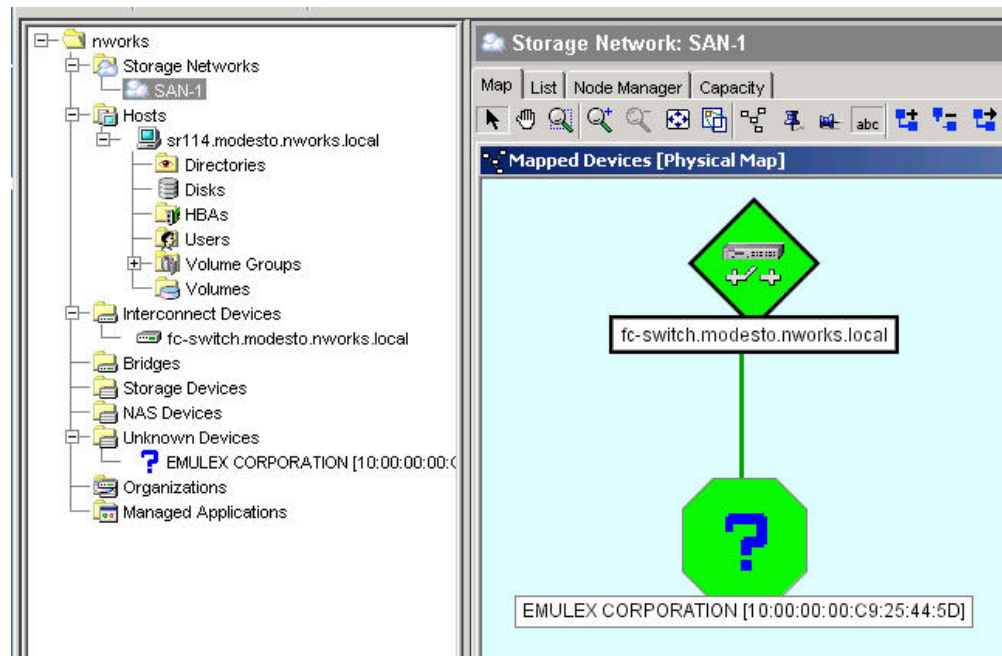 nworks
Storage Networks
SAN-1
Hosts
sr114.modesto.nworks.local
Directories
Disks
HBAs
Users
Volume Groups
Volumes
Interconnect Devices
fc-switch.modesto.nworks.local
Bridges
Storage Devices
NAS Devices
Unknown Devices
? EMULEX CORPORATION [10:00:00:00:
Organizations
Managed Applications
Storage Network: SAN-1
Map List Node Manager Capacity
abc
Mapped Devices [Physical Map]
fc-switch.modesto.nworks.local
?
EMULEX CORPORATION [10:00:00:00:C9:25:44:5D]